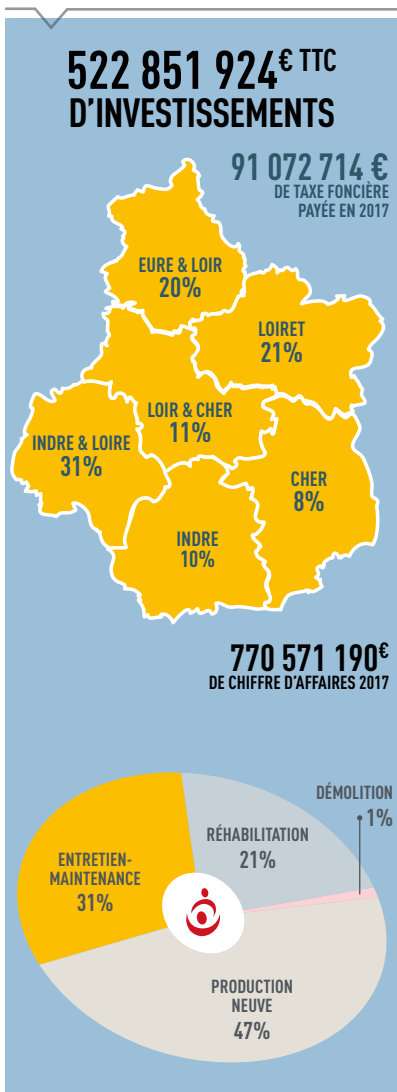 522 851 924€ TTC
D'INVESTISSEMENTS
91 072 714 €
DE TAXE FONCIÈRE
PAYÉE EN 2017
EURE & LOIR
20%
LOIRET
21%
LOIR & CHER
11%
INDRE & LOIRE
31%
CHER
8%
INDRE
10%
770 571 190€
DE CHIFFRE D'AFFAIRES 2017
DÉMOLITION
1%
RÉHABILITATION
21%
ENTRETIEN-
MAINTENANCE
31%
PRODUCTION
NEUVE
47%